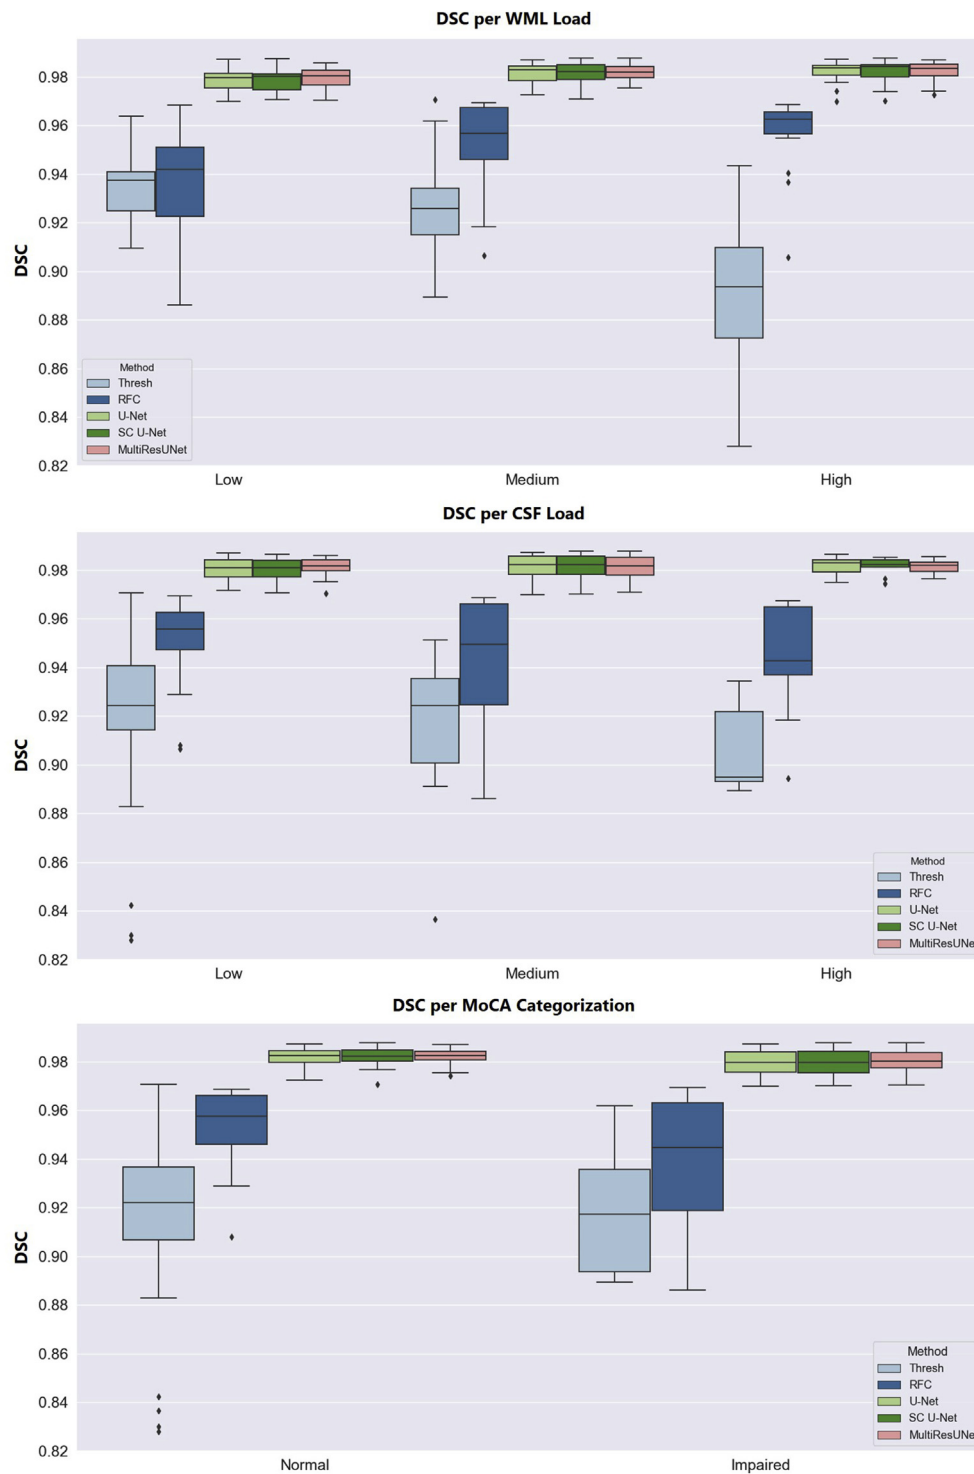 DSC per WML Load
DSC
0.98
0.96
0.94
0.92
0.90
0.88
0.86
0.84
0.82
Method
Thresh
RFC
U-Net
SC U-Net
MultiResUNet
Low Medium High
DSC per CSF Load
DSC
0.98
0.96
0.94
0.92
0.90
0.88
0.86
0.84
0.82
Method
Thresh
RFC
U-Net
SC U-Net
MultiResUNe
Low Medium High
DSC per MoCA Categorization
DSC
0.98
0.96
0.94
0.92
0.90
0.88
0.86
0.84
0.82
Method
Thresh
RFC
U-Net
SC U-Net
MultiResUNe
Normal Impaired